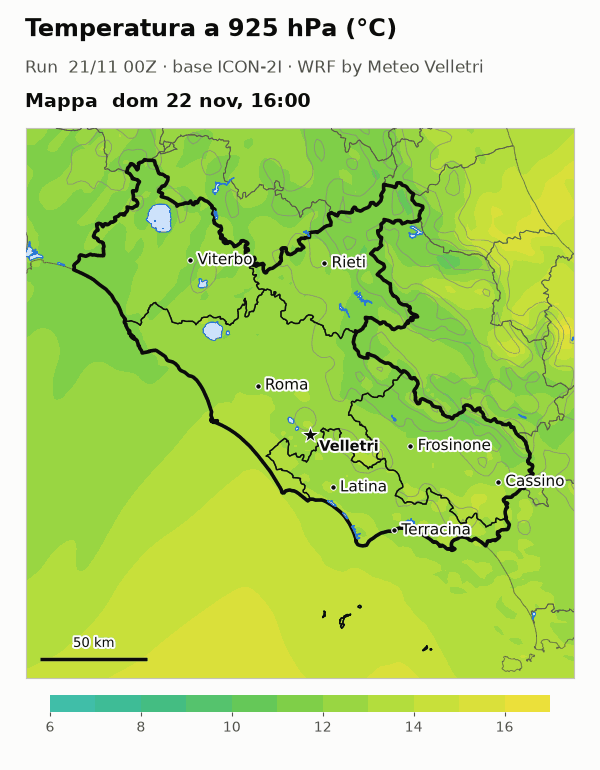 Temperatura a 925 hPa (°C)
Run  21/11 00Z · base ICON-2I · WRF by Meteo Velletri
Mappa  dom 22 nov, 16:00
Viterbo
Rieti
Roma
Velletri
Frosinone
Latina
Cassino
Terracina
50 km
6 8 10 12 14 16